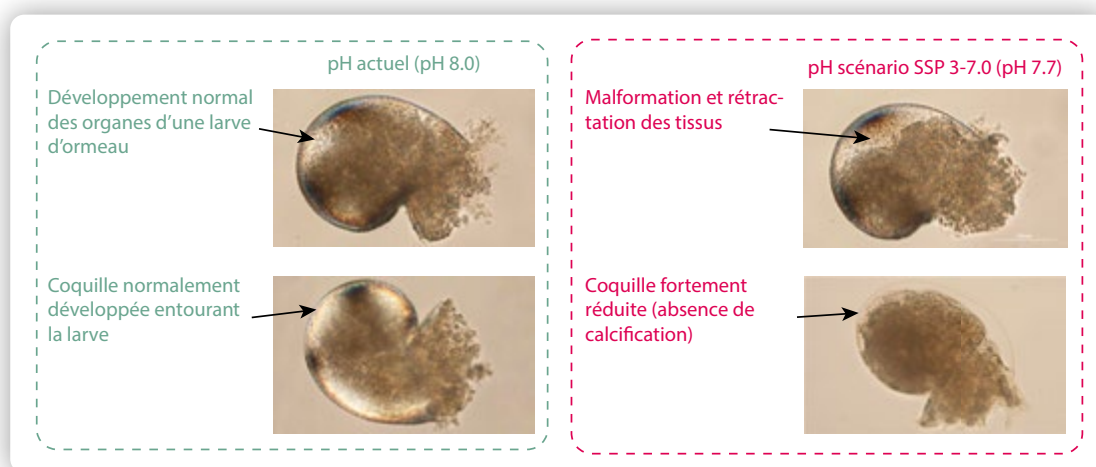 pH actuel (pH 8.0)
Développement normal
des organes d'une larve
d'ormeau
Coquille normalement
développée entourant
la larve
pH scénario SSP 3-7.0 (pH 7.7)
Malformation et rétrac-
tation des tissus
Coquille fortement
réduite (absence de
calcification)